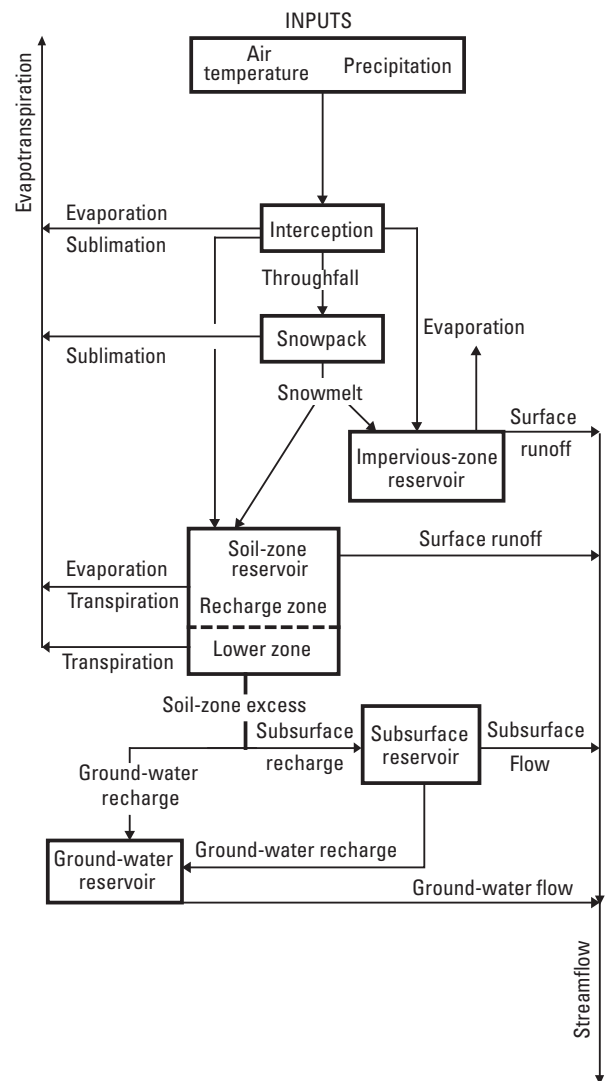 INPUTS
Air
temperature
Precipitation
Evapotranspiration
Evaporation
Sublimation
Interception
Throughfall
Snowpack
Evaporation
Sublimation
Snowmelt
Surface
runoff
Impervious-zone
reservoir
Soil-zone
reservoir
Surface runoff
Evaporation
Transpiration
Recharge zone
Lower zone
Transpiration
Soil-zone excess
Subsurface
recharge
Subsurface
reservoir
Subsurface
Flow
Ground-water
recharge
Ground-water
reservoir
Ground-water recharge
Ground-water flow
Streamflow